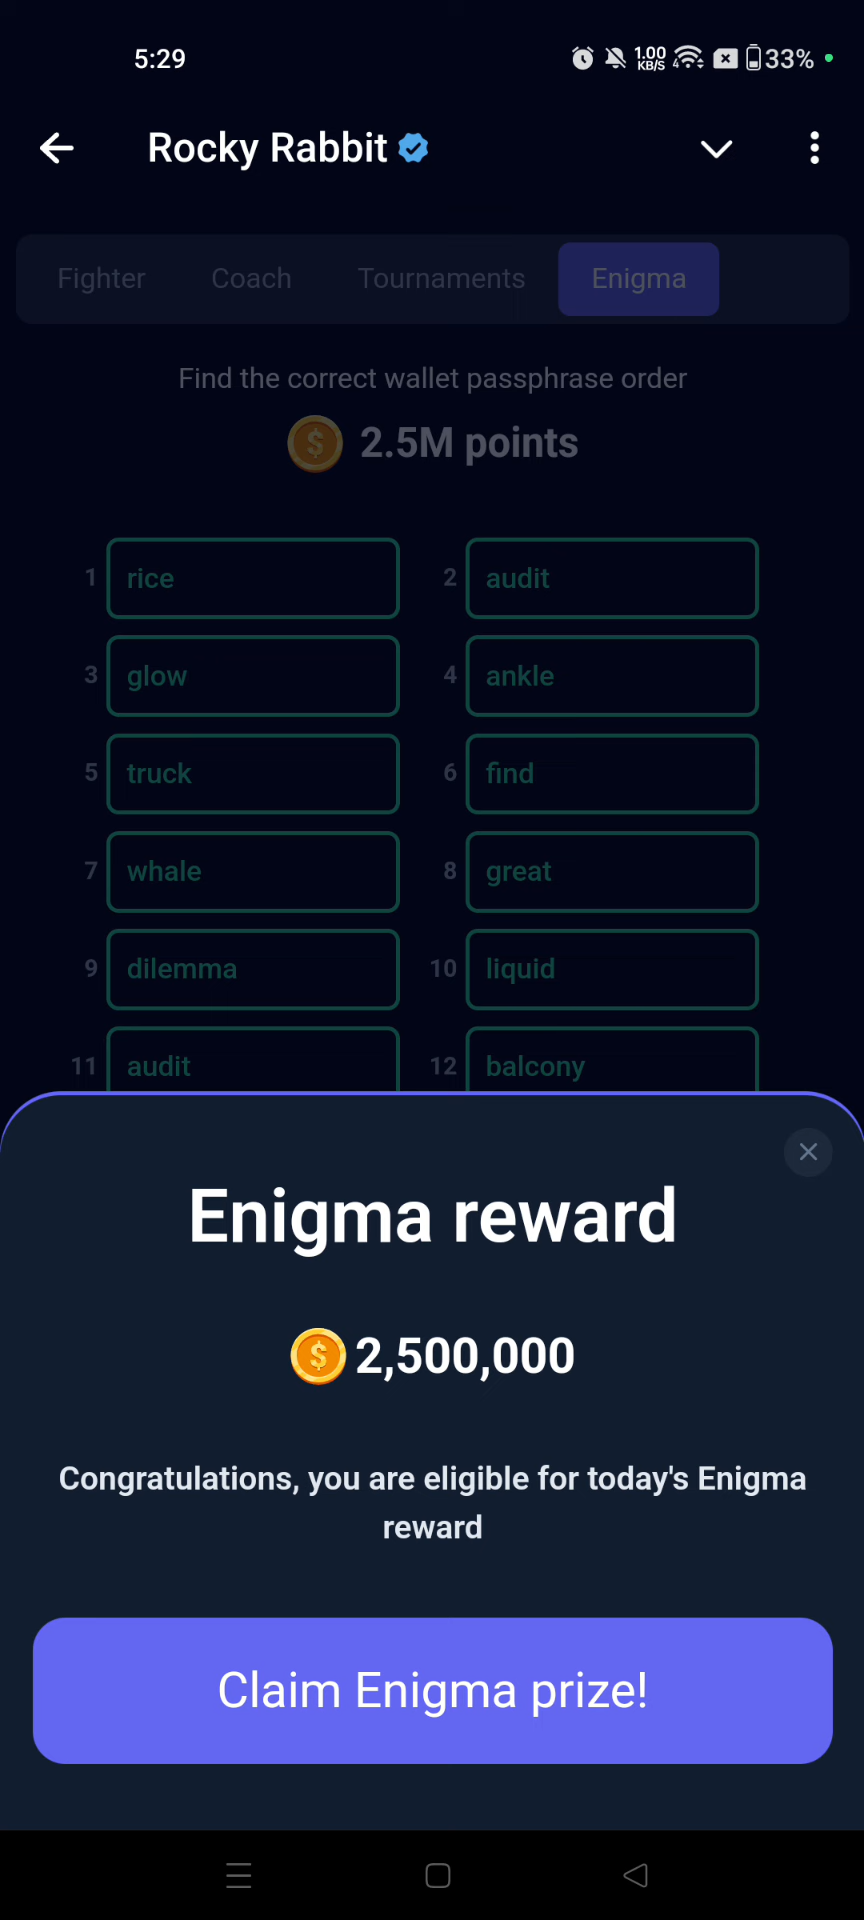 5:29
1.00
KB/S
4
33%
Rocky Rabbit
Fighter Coach Tournaments Enigma
Find the correct wallet passphrase order
$ 2.5M points
1 rice 2 audit
3 glow 4 ankle
5 truck 6 find
7 whale 8 great
9 dilemma 10 liquid
11 audit 12 balcony
Enigma reward
$ 2,500,000
Congratulations, you are eligible for today's Enigma
reward
Claim Enigma prize!